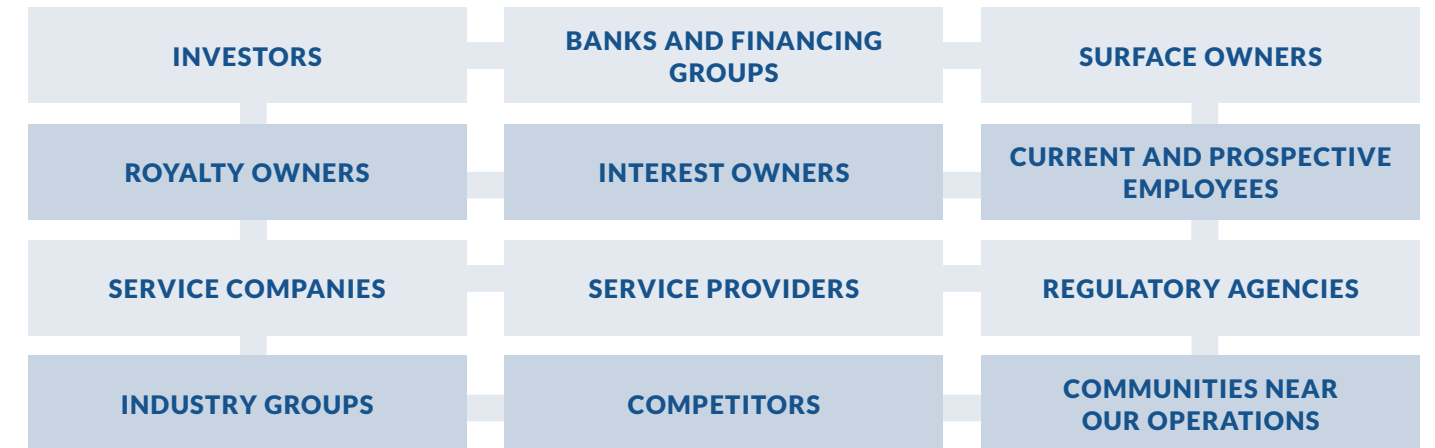 INVESTORS
BANKS AND FINANCING
GROUPS
SURFACE OWNERS
ROYALTY OWNERS
INTEREST OWNERS
CURRENT AND PROSPECTIVE
EMPLOYEES
SERVICE COMPANIES
SERVICE PROVIDERS
REGULATORY AGENCIES
INDUSTRY GROUPS
COMPETITORS
COMMUNITIES NEAR
OUR OPERATIONS